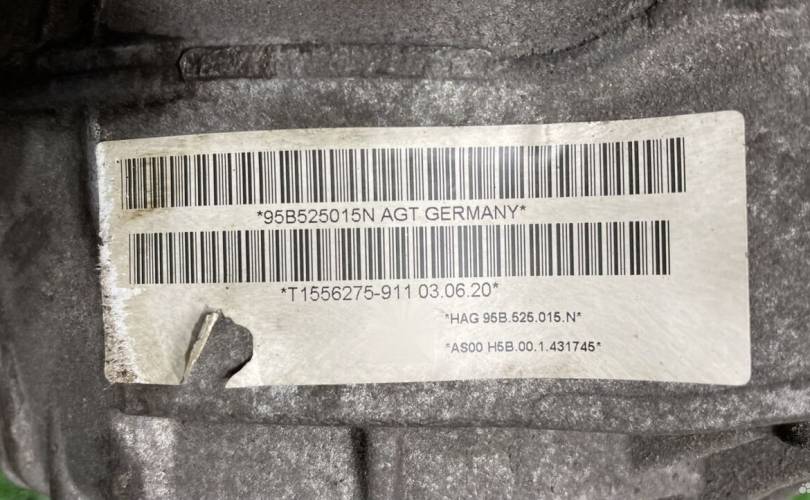 *95B525015N AGT GERMANY*
*T1556275-911 03.06.20*
*HAG 95B.525.015.N*
*AS00 H5B.00.1.431745*